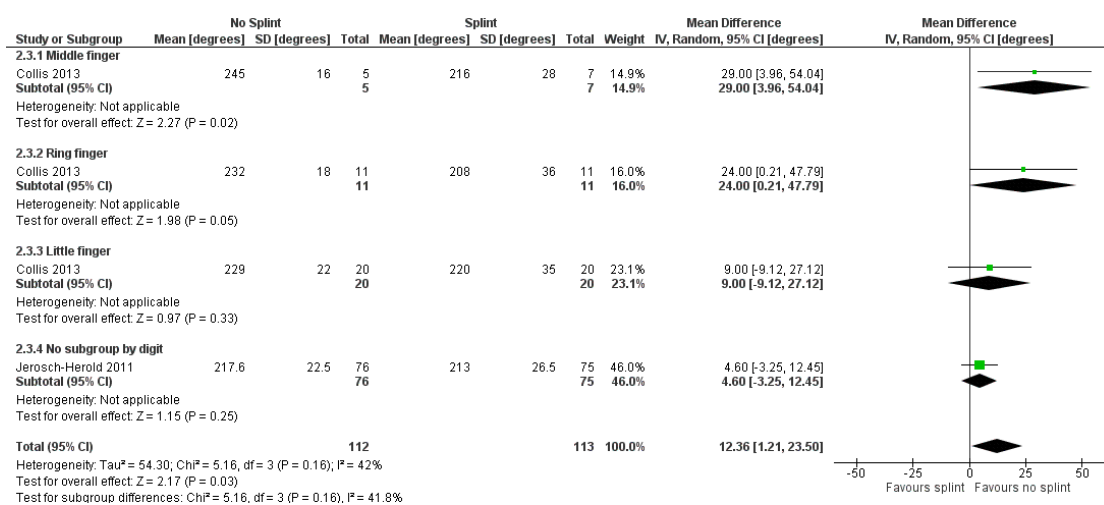 No Splint Splint Mean Difference Mean Difference
Study or Subgroup Mean [degrees] SD [degrees] Total Mean [degrees] SD [degrees] Total Weight IV, Random, 95% CI [degrees] IV, Random, 95% CI [degrees]
2.3.1 Middle finger
Collis 2013 245 16 5 216 28 7 14.9% 29.00 [3.96, 54.04]
Subtotal (95% CI) 5 7 14.9% 29.00 [3.96, 54.04]
Heterogeneity: Not applicable
Test for overall effect: Z = 2.27 (P = 0.02)
2.3.2 Ring finger
Collis 2013 232 18 11 208 36 11 16.0% 24.00 [0.21, 47.79]
Subtotal (95% CI) 11 11 16.0% 24.00 [0.21, 47.79]
Heterogeneity: Not applicable
Test for overall effect: Z = 1.98 (P = 0.05)
2.3.3 Little finger
Collis 2013 229 22 20 220 35 20 23.1% 9.00 [-9.12, 27.12]
Subtotal (95% CI) 20 20 23.1% 9.00 [-9.12, 27.12]
Heterogeneity: Not applicable
Test for overall effect: Z = 0.97 (P = 0.33)
2.3.4 No subgroup by digit
Jerosch-Herold 2011 217.6 22.5 76 213 26.5 75 46.0% 4.60 [-3.25, 12.45]
Subtotal (95% CI) 76 75 46.0% 4.60 [-3.25, 12.45]
Heterogeneity: Not applicable
Test for overall effect: Z = 1.15 (P = 0.25)
Total (95% CI) 112 113 100.0% 12.36 [1.21, 23.50]
Heterogeneity: Tau² = 54.30; Chi² = 5.16, df = 3 (P = 0.16); I² = 42%
Test for overall effect: Z = 2.17 (P = 0.03)
Test for subgroup differences: Chi² = 5.16, df = 3 (P = 0.16), I² = 41.8%
-50 -25 0 25 50
Favours splint Favours no splint